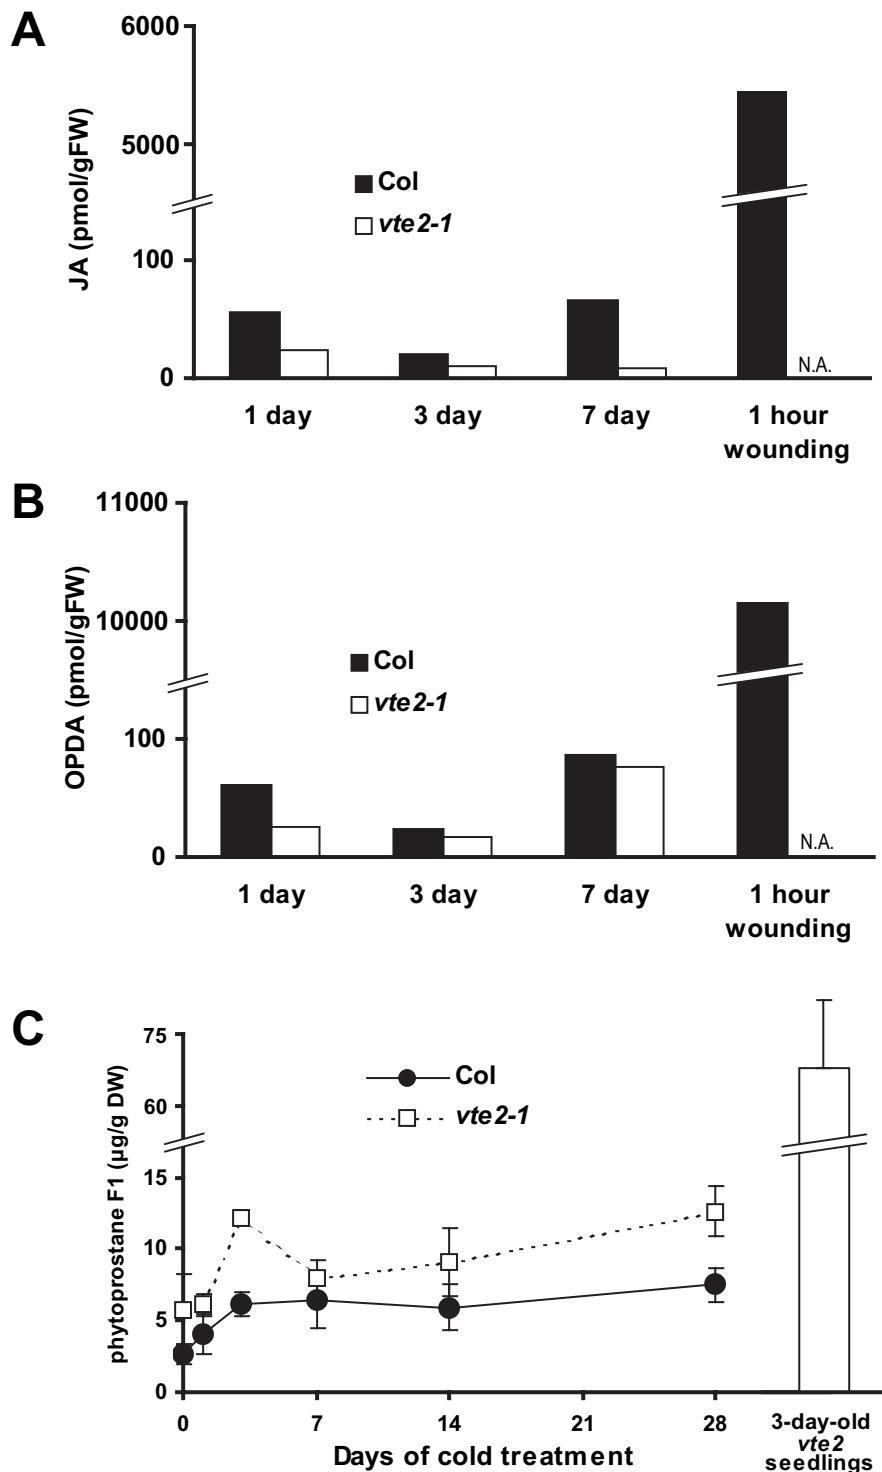 A
6000
5000
100
0
JA (pmol/gFW)
Col
vte2-1
N.A.
1 day
3 day
7 day
1 hour
wounding
B
11000
10000
100
0
OPDA (pmol/gFW)
Col
vte2-1
N.A.
1 day
3 day
7 day
1 hour
wounding
C
75
60
15
10
5
0
phytoprostane F1 (µg/g DW)
Col
vte2-1
0
7
14
21
28
Days of cold treatment
3-day-old
vte2
seedlings